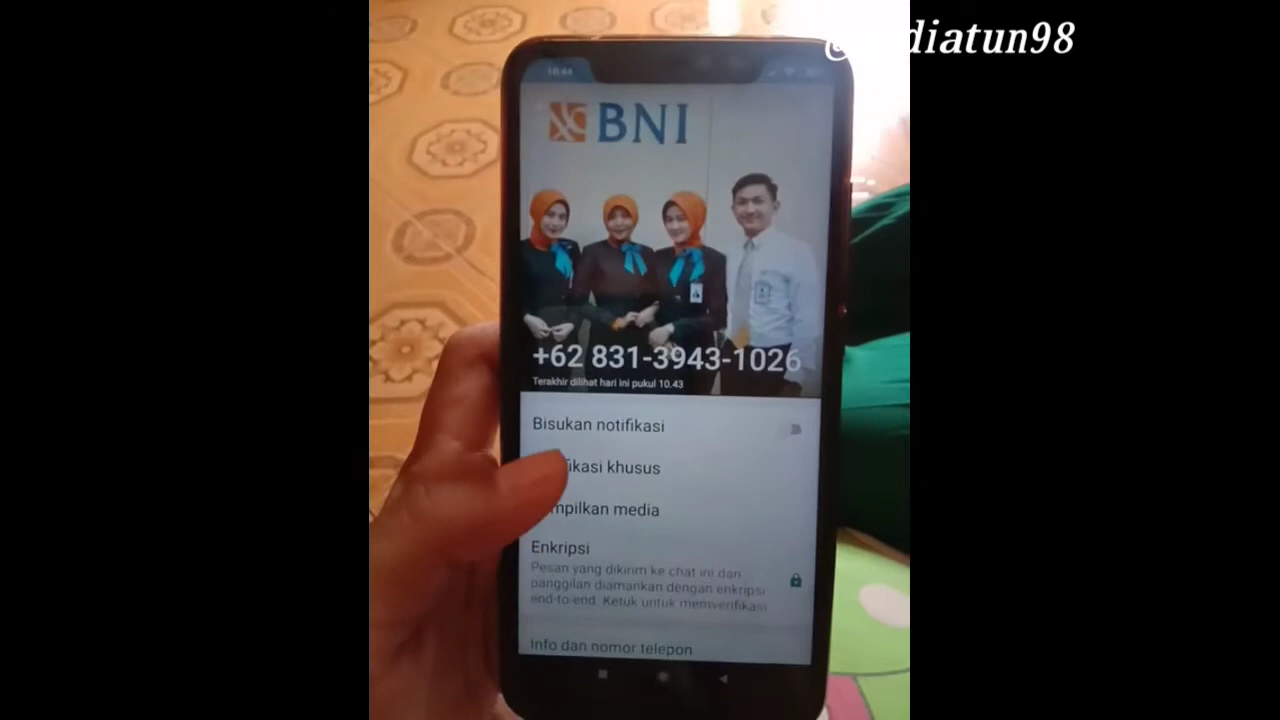 diatun98
10.44
BNI
+62 831-3943-1026
Terakhir dilihat hari ini pukul 10.43
Bisukan notifikasi
ikasi khusus
mpilkan media
Enkripsi
Pesan yang dikirim ke chat ini dan
panggilan diamankan dengan enkripsi
end-to-end. Ketuk untuk memverifikasi.
Info dan nomor telepon